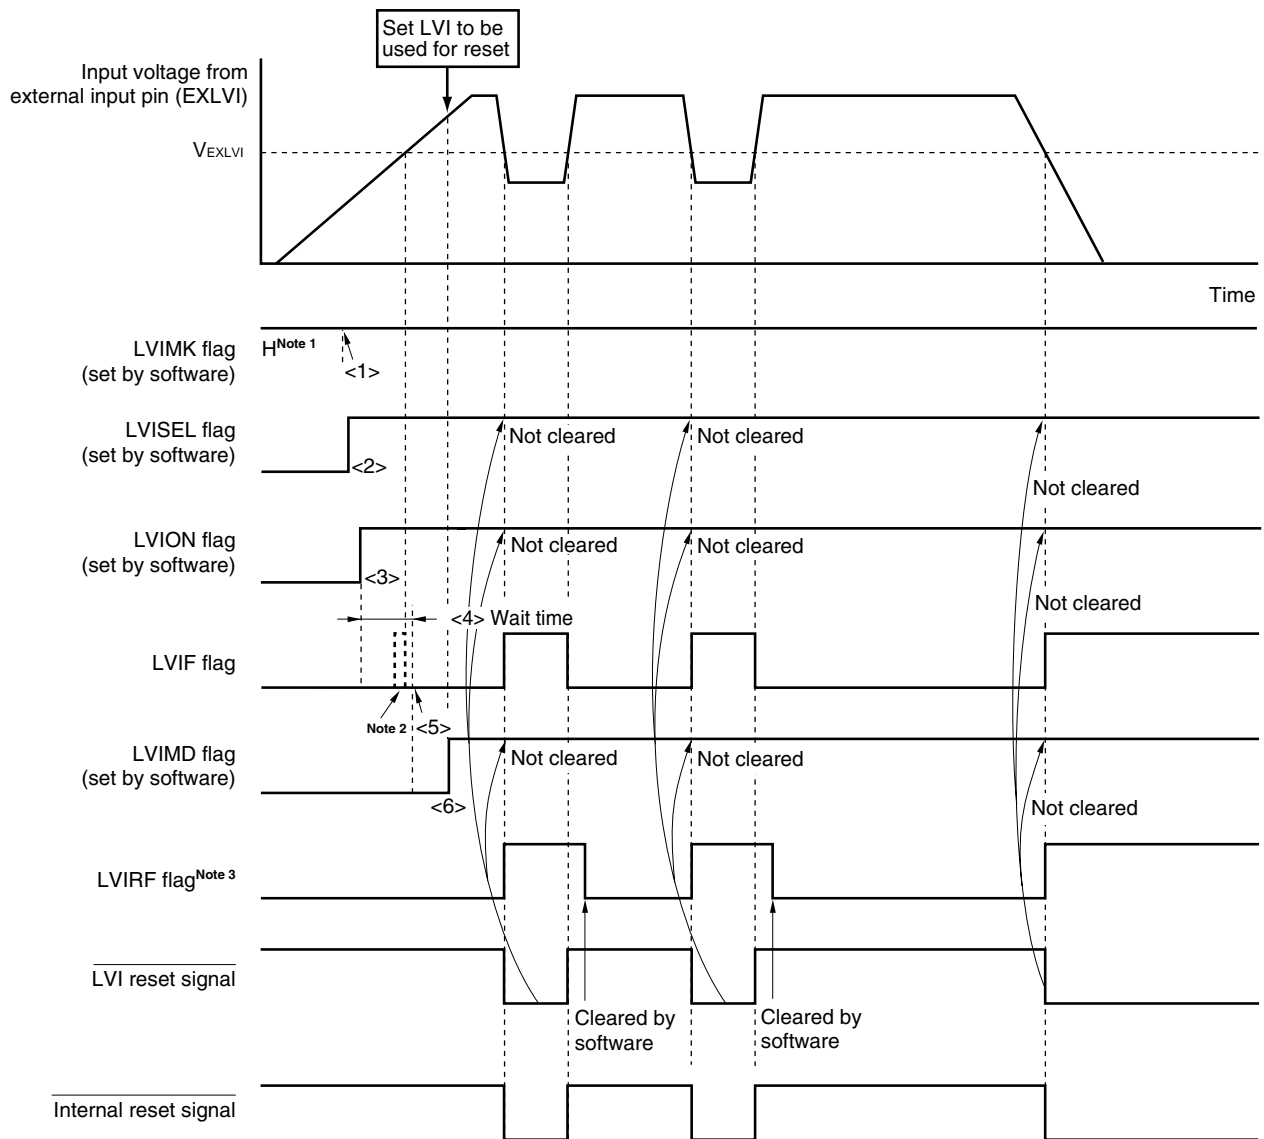 Set LVI to be
used for reset
Input voltage from
external input pin (EXLVI)
VEXLVI
Time
LVIMK flag
(set by software)
H Note 1
<1>
LVISEL flag
(set by software)
<2>
Not cleared
Not cleared
Not cleared
LVION flag
(set by software)
<3>
Not cleared
Not cleared
Not cleared
<4> Wait time
LVIF flag
Note 2
<5>
LVIMD flag
(set by software)
<6>
Not cleared
Not cleared
Not cleared
LVIRF flag Note 3
LVI reset signal
Cleared by
software
Cleared by
software
Internal reset signal